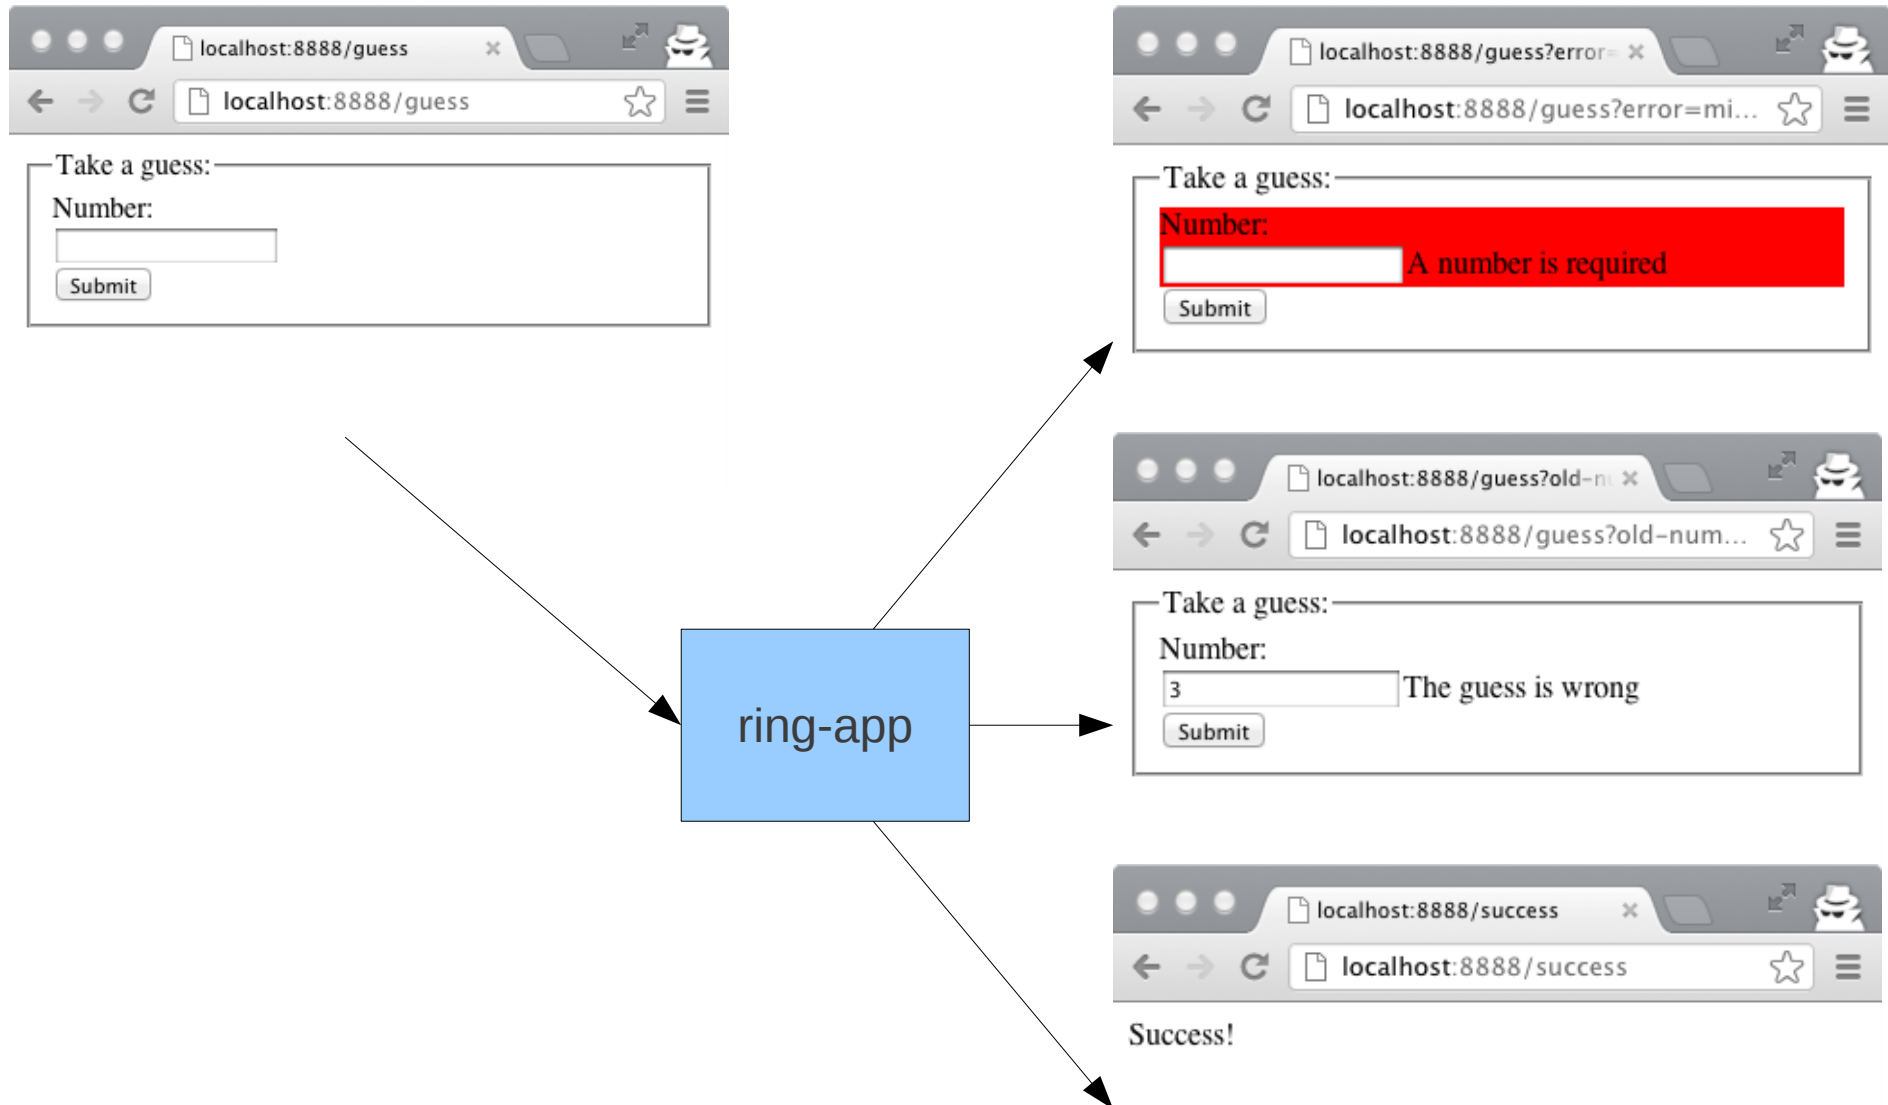 localhost:8888/guess
localhost:8888/guess
Take a guess:
Number:
Submit
ring-app
localhost:8888/guess?error=
localhost:8888/guess?error=mi...
Take a guess:
Number:
A number is required
Submit
localhost:8888/guess?old-n
localhost:8888/guess?old-num...
Take a guess:
Number:
3 The guess is wrong
Submit
localhost:8888/success
localhost:8888/success
Success!